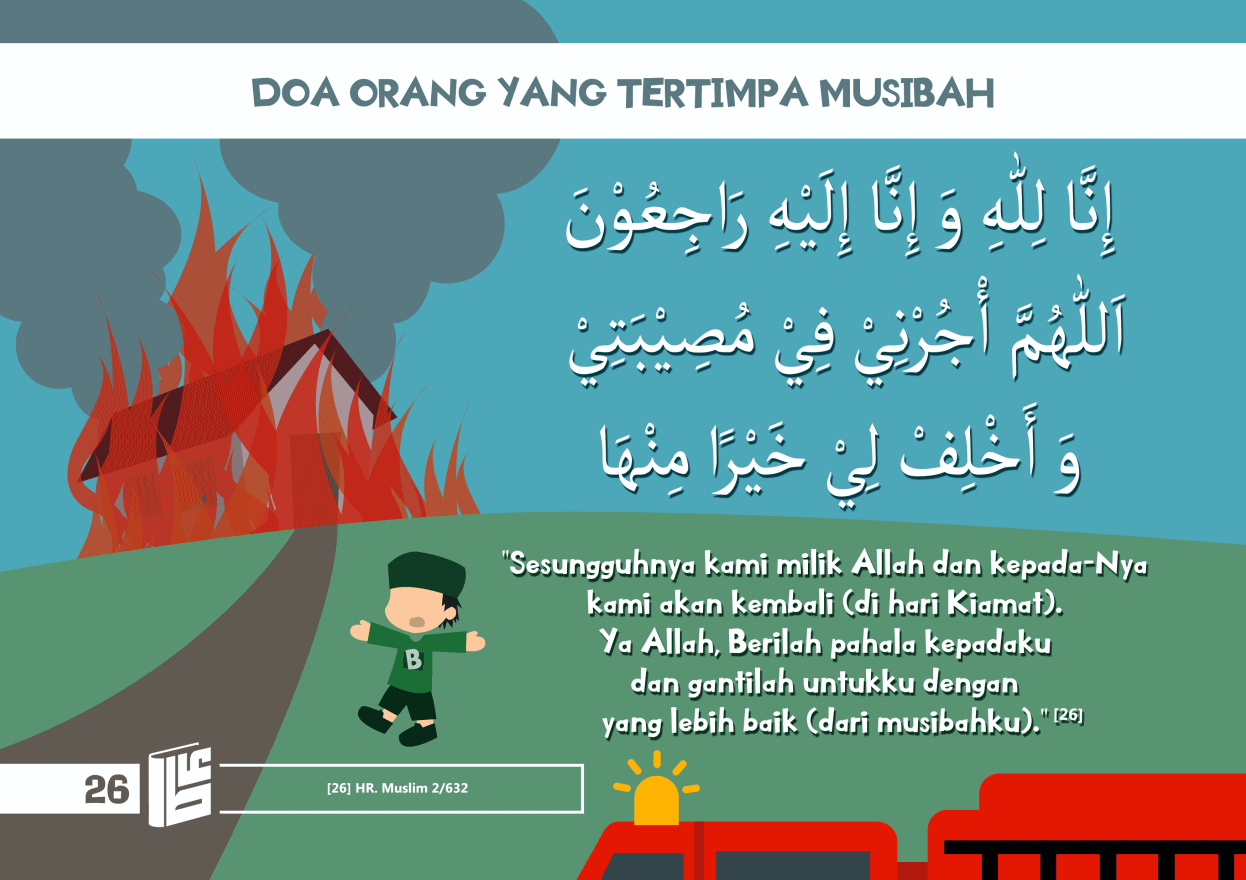 DOA ORANG YANG TERTIMPA MUSIBAH
إِنَّا لِلّٰهِ وَ إِنَّا إِلَيْهِ رَاجِعُوْنَ
اَللّٰهُمَّ أْجُرْنِيْ فِيْ مُصِيْبَتِيْ
وَ أَخْلِفْ لِيْ خَيْرًا مِنْهَا
"Sesungguhnya kami milik Allah dan kepada-Nya
kami akan kembali (di hari Kiamat).
Ya Allah, Berilah pahala kepadaku
dan gantilah untukku dengan
yang lebih baik (dari musibahku)." [26]
B
26
[26] HR. Muslim 2/632